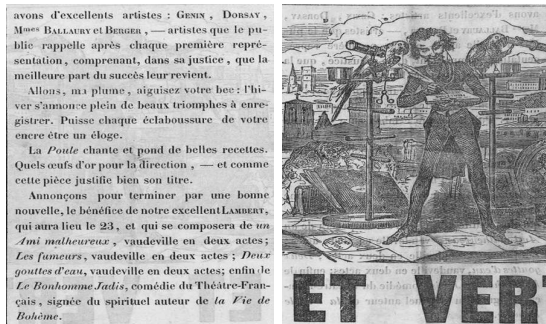 avons d'excellents artistes : GENIN, DORSAY,
Mmes BALLAURY et BERGER, — artistes que le pu-
blic rappelle après chaque première repré-
sentation, comprenant, dans sa justice, que la
meilleure part du succès leur revient.
Allons, ma plume, aiguisez votre bec : l'hi-
ver s'annonce plein de beaux triomphes à enre-
gistrer. Puisse chaque éclaboussure de votre
encre être un éloge.
La Poule chante et pond de belles recettes.
Quels œufs d'or pour la direction, — et comme
cette pièce justifie bien son titre.
Annonçons pour terminer par une bonne
nouvelle, le bénéfice de notre excellent LAMBERT,
qui aura lieu le 23, et qui se composera de un
Ami malheureux, vaudeville en deux actes;
Les fumeurs, vaudeville en deux actes; Deux
gouttes d'eau, vaudeville en deux actes; enfin de
Le Bonhomme Jadis, comédie du Théâtre-Fran-
çais, signée du spirituel auteur de la Vie de
Bohême.
ET VERT